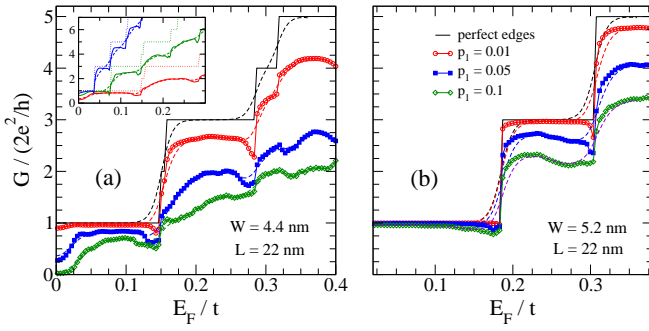 6
4
2
0
0
0.1
0.2
5
4
3
2
1
0
G / (2e²/h)
(a)
W = 4.4 nm
L = 22 nm
0
0.1
0.2
0.3
0.4
E_F / t
perfect edges
p₁ = 0.01
p₁ = 0.05
p₁ = 0.1
(b)
W = 5.2 nm
L = 22 nm
0.1
0.2
0.3
E_F / t